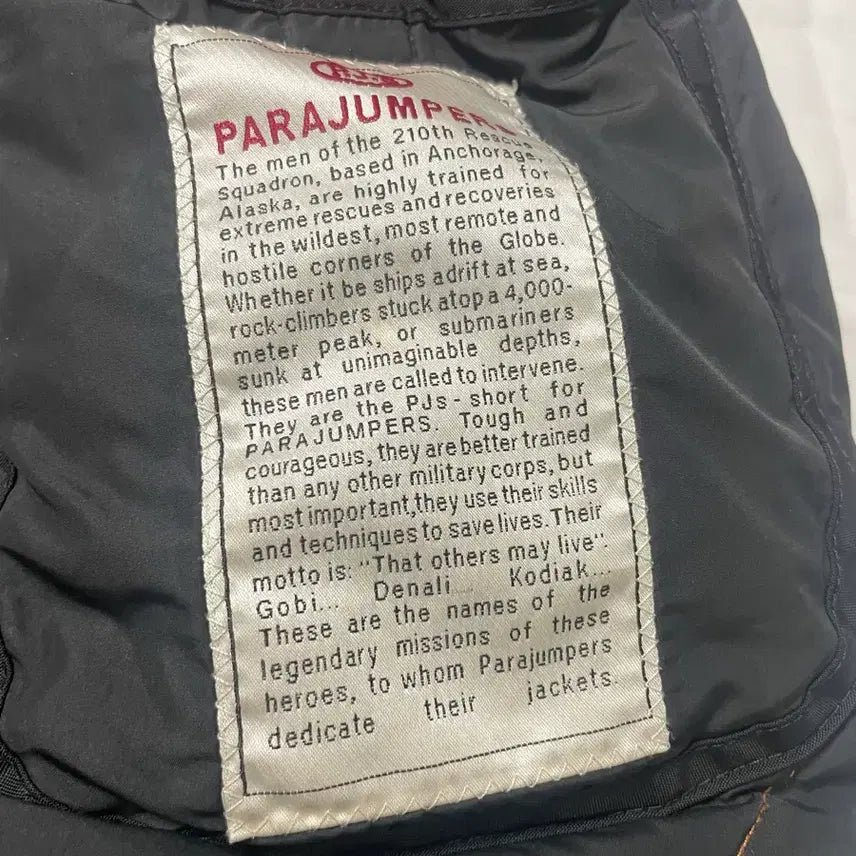 PARAJUMPERS
The men of the 210th Rescue
Squadron, based in Anchorage,
Alaska, are highly trained for
extreme rescues and recoveries
in the wildest, most remote and
hostile corners of the Globe.
Whether it be ships adrift at sea,
rock-climbers stuck atop a 4,000-
meter peak, or submariners
sunk at unimaginable depths,
these men are called to intervene.
They are the PJs - short for
PARAJUMPERS. Tough and
courageous, they are better trained
than any other military corps, but
most important, they use their skills
and techniques to save lives. Their
motto is: "That others may live".
Gobi... Denali... Kodiak...
These are the names of the
legendary missions of these
heroes, to whom Parajumpers
dedicate their jackets.